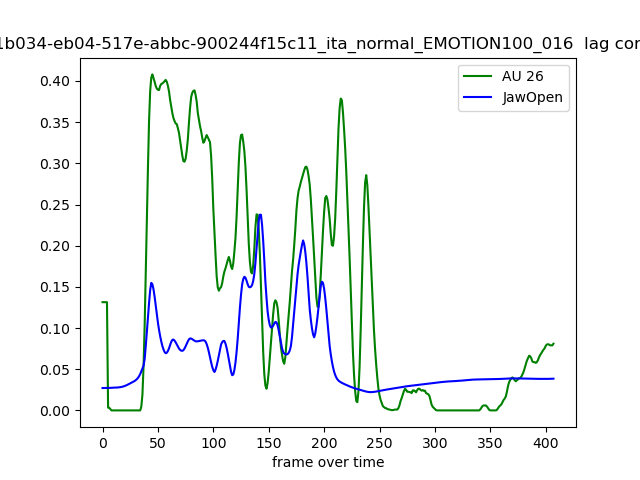 1b034-eb04-517e-abbc-900244f15c11_ita_normal_EMOTION100_016 lag cor
AU 26
JawOpen
0.40
0.35
0.30
0.25
0.20
0.15
0.10
0.05
0.00
0 50 100 150 200 250 300 350 400
frame over time